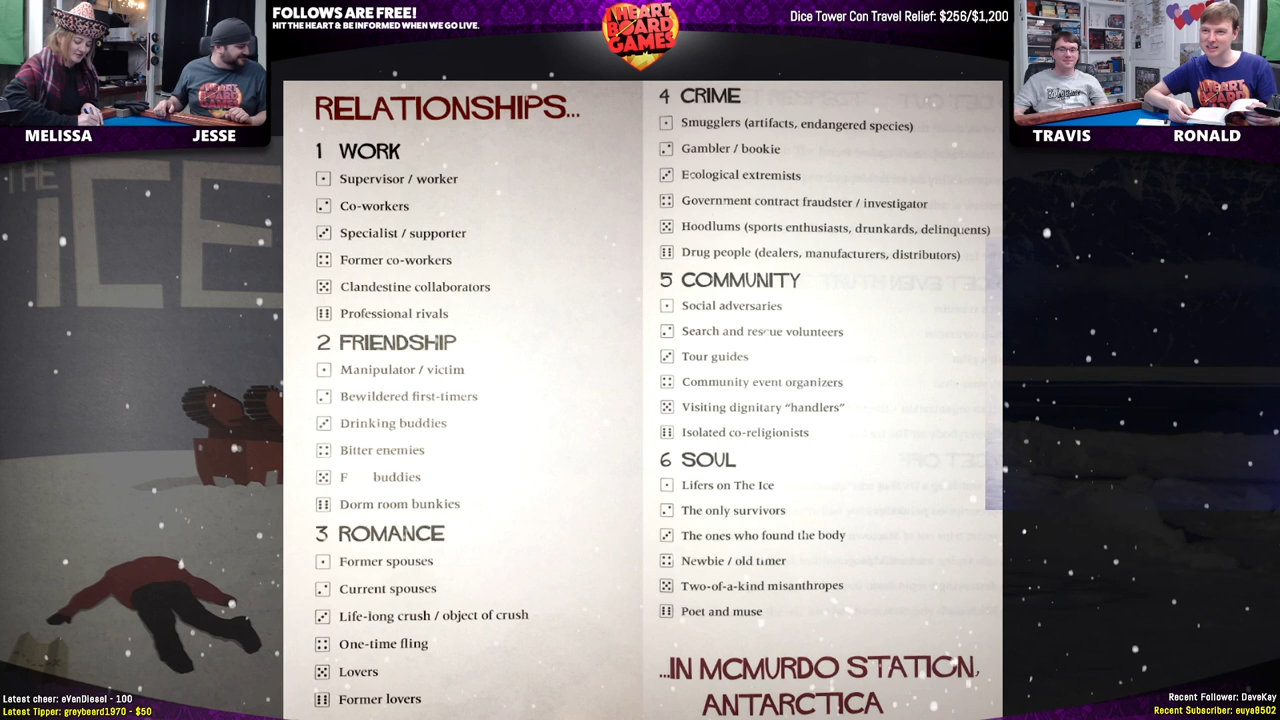 FOLLOWS ARE FREE!
HIT THE HEART & BE INFORMED WHEN WE GO LIVE.
I HEART
BOARD
GAMES
Dice Tower Con Travel Relief: $256/$1,200
MELISSA
JESSE
TRAVIS
RONALD
THE
ICE
RELATIONSHIPS...
1 WORK
Supervisor / worker
Co-workers
Specialist / supporter
Former co-workers
Clandestine collaborators
Professional rivals
2 FRIENDSHIP
Manipulator / victim
Bewildered first-timers
Drinking buddies
Bitter enemies
F buddies
Dorm room bunkies
3 ROMANCE
Former spouses
Current spouses
Life-long crush / object of crush
One-time fling
Lovers
Former lovers
4 CRIME
Smugglers (artifacts, endangered species)
Gambler / bookie
Ecological extremists
Government contract fraudster / investigator
Hoodlums (sports enthusiasts, drunkards, delinquents)
Drug people (dealers, manufacturers, distributors)
5 COMMUNITY
Social adversaries
Search and rescue volunteers
Tour guides
Community event organizers
Visiting dignitary “handlers”
Isolated co-religionists
6 SOUL
Lifers on The Ice
The only survivors
The ones who found the body
Newbie / old timer
Two-of-a-kind misanthropes
Poet and muse
...IN MCMURDO STATION,
ANTARCTICA
Latest cheer: eVanDiesel - 100
Latest Tipper: greybeard1970 - $50
Recent Follower: DaveKay
Recent Subscriber: euya8502